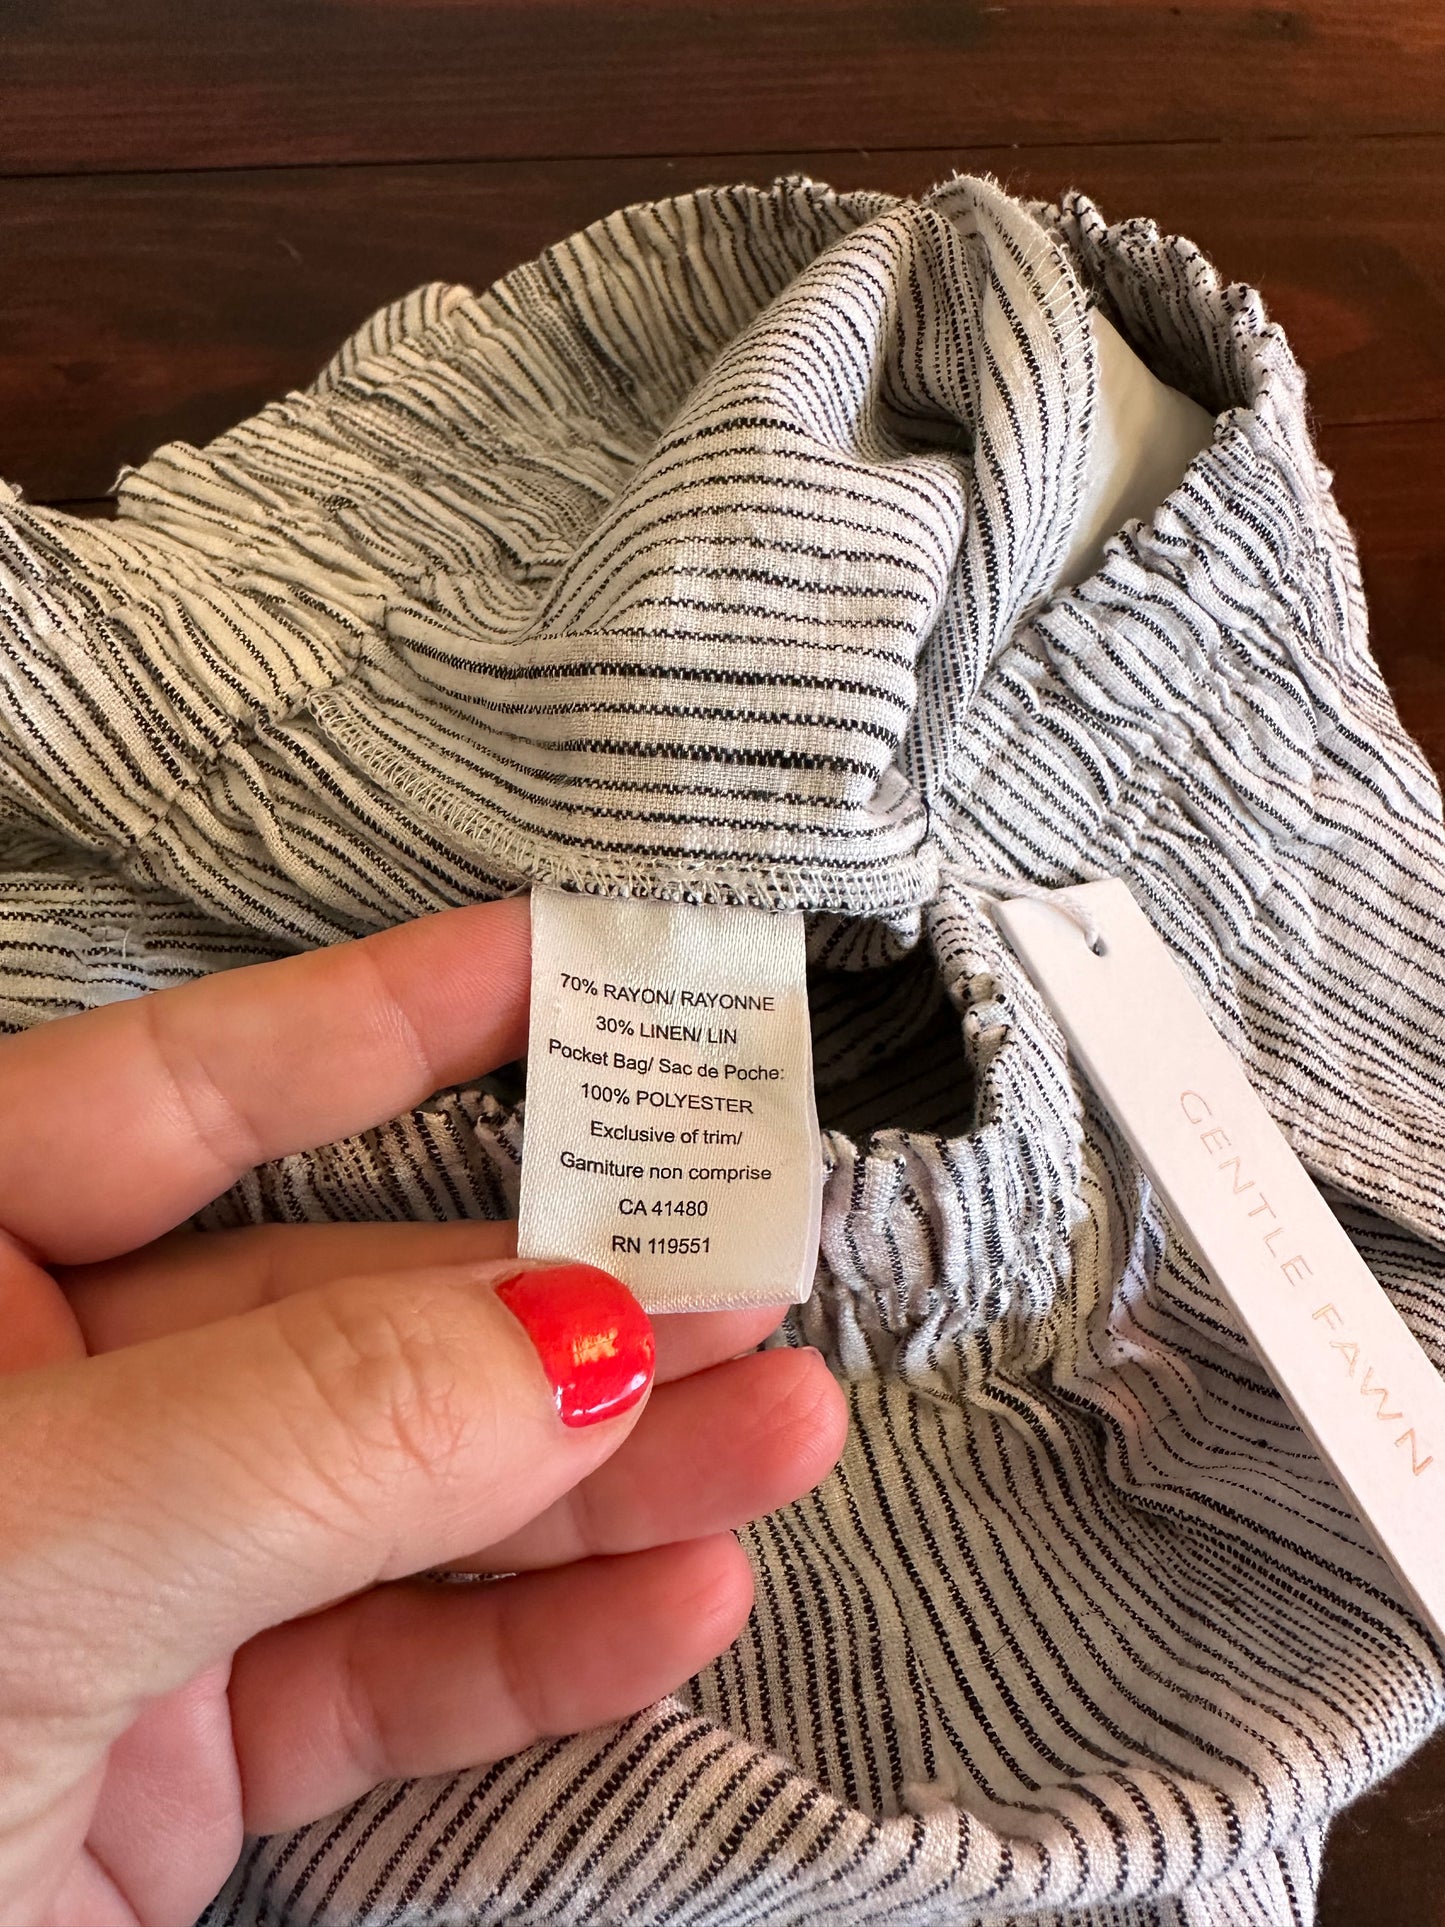 70% RAYON/ RAYONNE
30% LINEN/ LIN
Pocket Bag/ Sac de Poche:
100% POLYESTER
Exclusive of trim/
Garniture non comprise
CA 41480
RN 119551
GENTLE FAWN